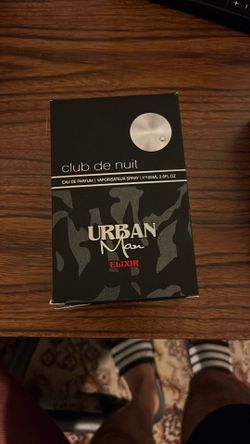 club de nuit
EAU DE PARFUM | VAPORISATEUR SPRAY |
URBAN
Man
ELIXIR